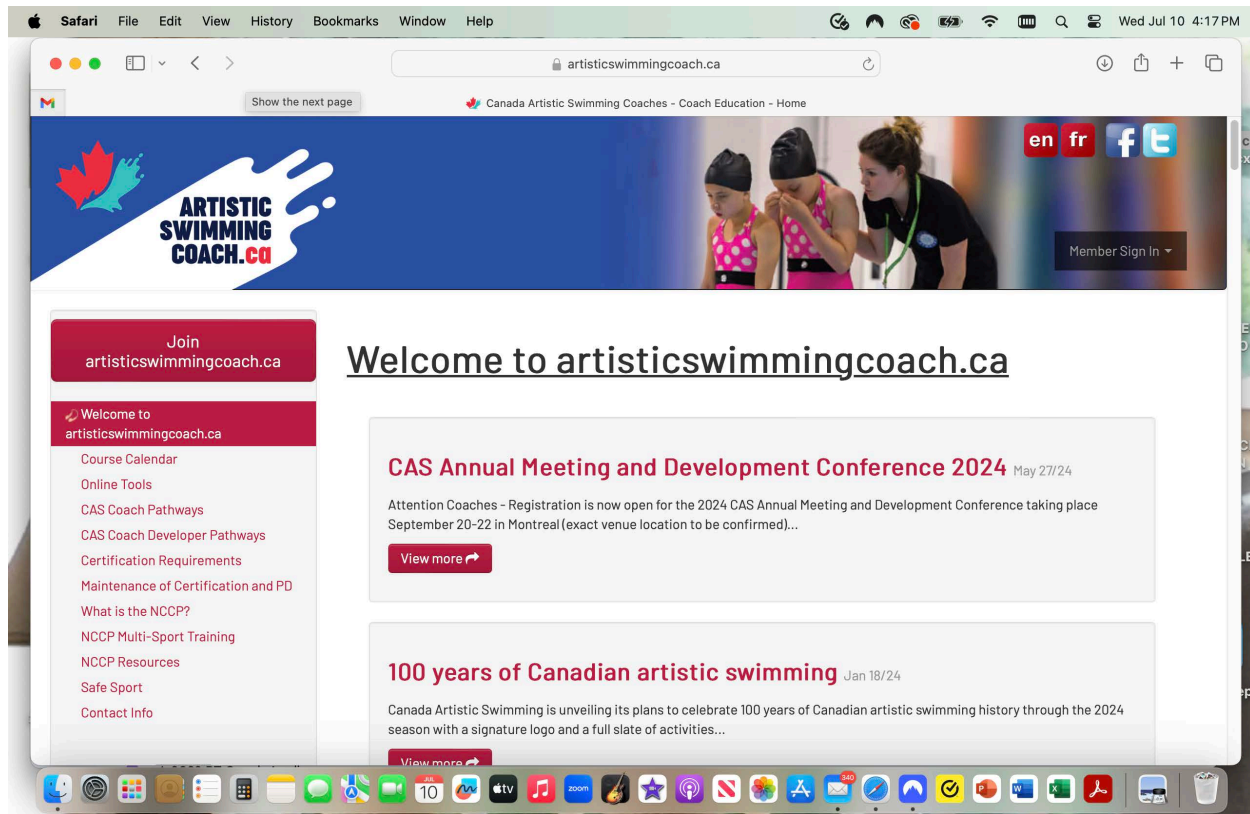 Safari File Edit View History Bookmarks Window Help Wed Jul 10 4:17 PM
artisticswimmingcoach.ca
Show the next page
Canada Artistic Swimming Coaches - Coach Education - Home
en fr
ARTISTIC
SWIMMING
COACH.ca
Member Sign In
Join
artisticswimmingcoach.ca
Welcome to
artisticswimmingcoach.ca
Course Calendar
Online Tools
CAS Coach Pathways
CAS Coach Developer Pathways
Certification Requirements
Maintenance of Certification and PD
What is the NCCP?
NCCP Multi-Sport Training
NCCP Resources
Safe Sport
Contact Info
Welcome to artisticswimmingcoach.ca
CAS Annual Meeting and Development Conference 2024 May 27/24
Attention Coaches - Registration is now open for the 2024 CAS Annual Meeting and Development Conference taking place
September 20-22 in Montreal (exact venue location to be confirmed)...
View more
100 years of Canadian artistic swimming Jan 18/24
Canada Artistic Swimming is unveiling its plans to celebrate 100 years of Canadian artistic swimming history through the 2024
season with a signature logo and a full slate of activities...
View more
JUL
10
tv
zoom
340